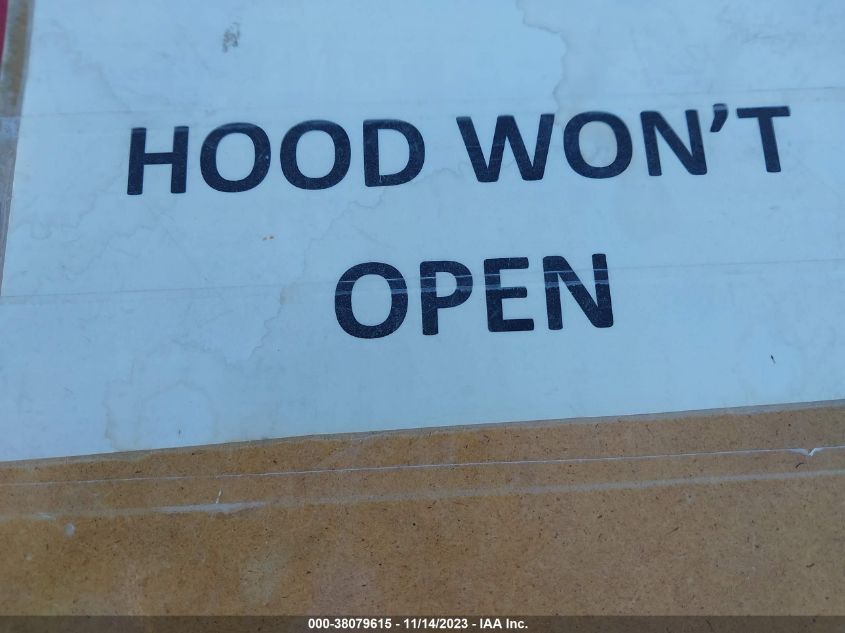 HOOD WON’T
OPEN
000-38079615 - 11/14/2023 - IAA Inc.